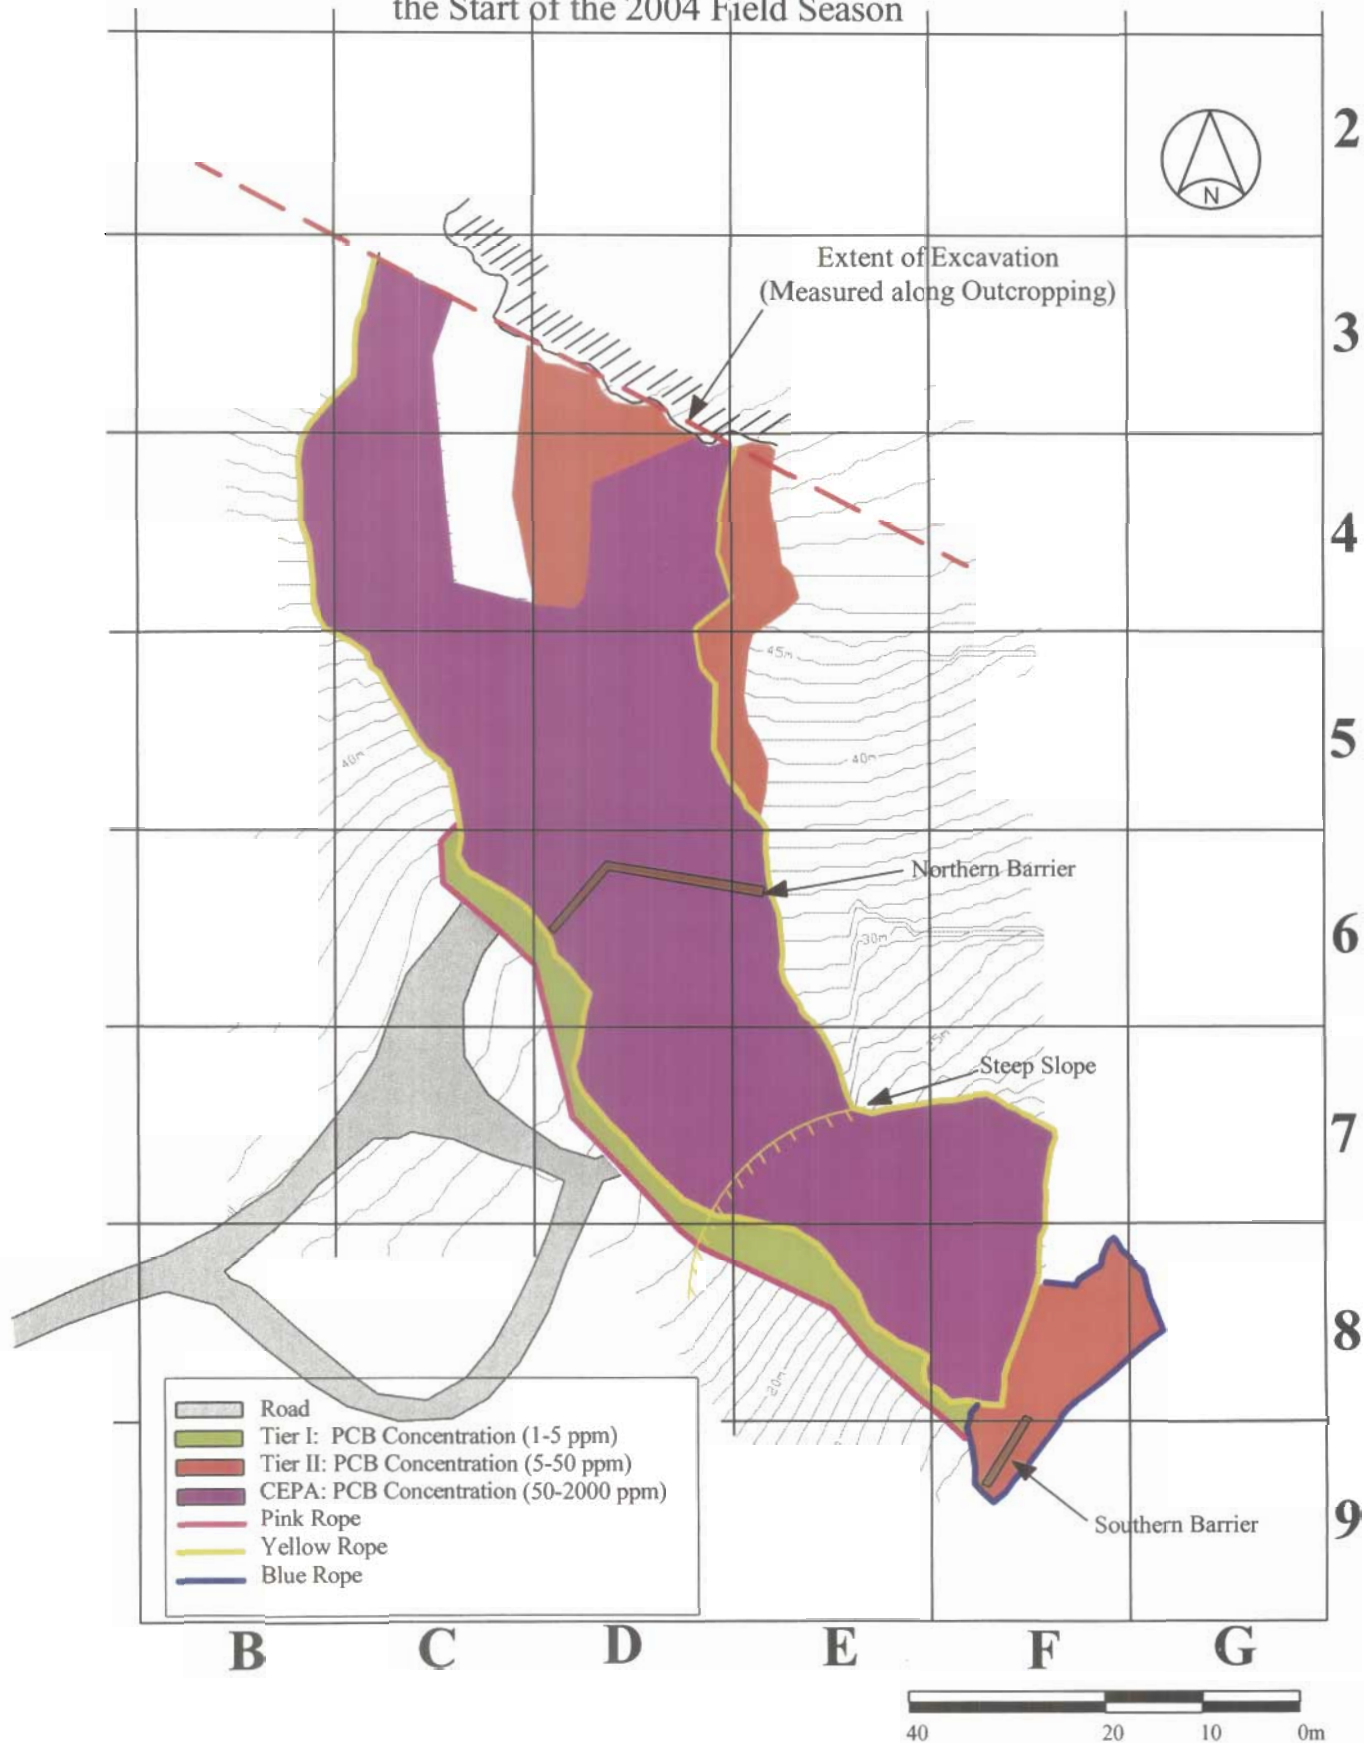 the Start of the 2004 Field Season
2
N
Extent of Excavation
(Measured along Outcropping)
3
4
45m
5
40m
40m
Northern Barrier
6
30m
25m
Steep Slope
7
8
20m
Road
Tier I: PCB Concentration (1-5 ppm)
Tier II: PCB Concentration (5-50 ppm)
CEPA: PCB Concentration (50-2000 ppm)
Pink Rope
Yellow Rope
Blue Rope
9
Southern Barrier
B C D E F G
40 20 10 0m